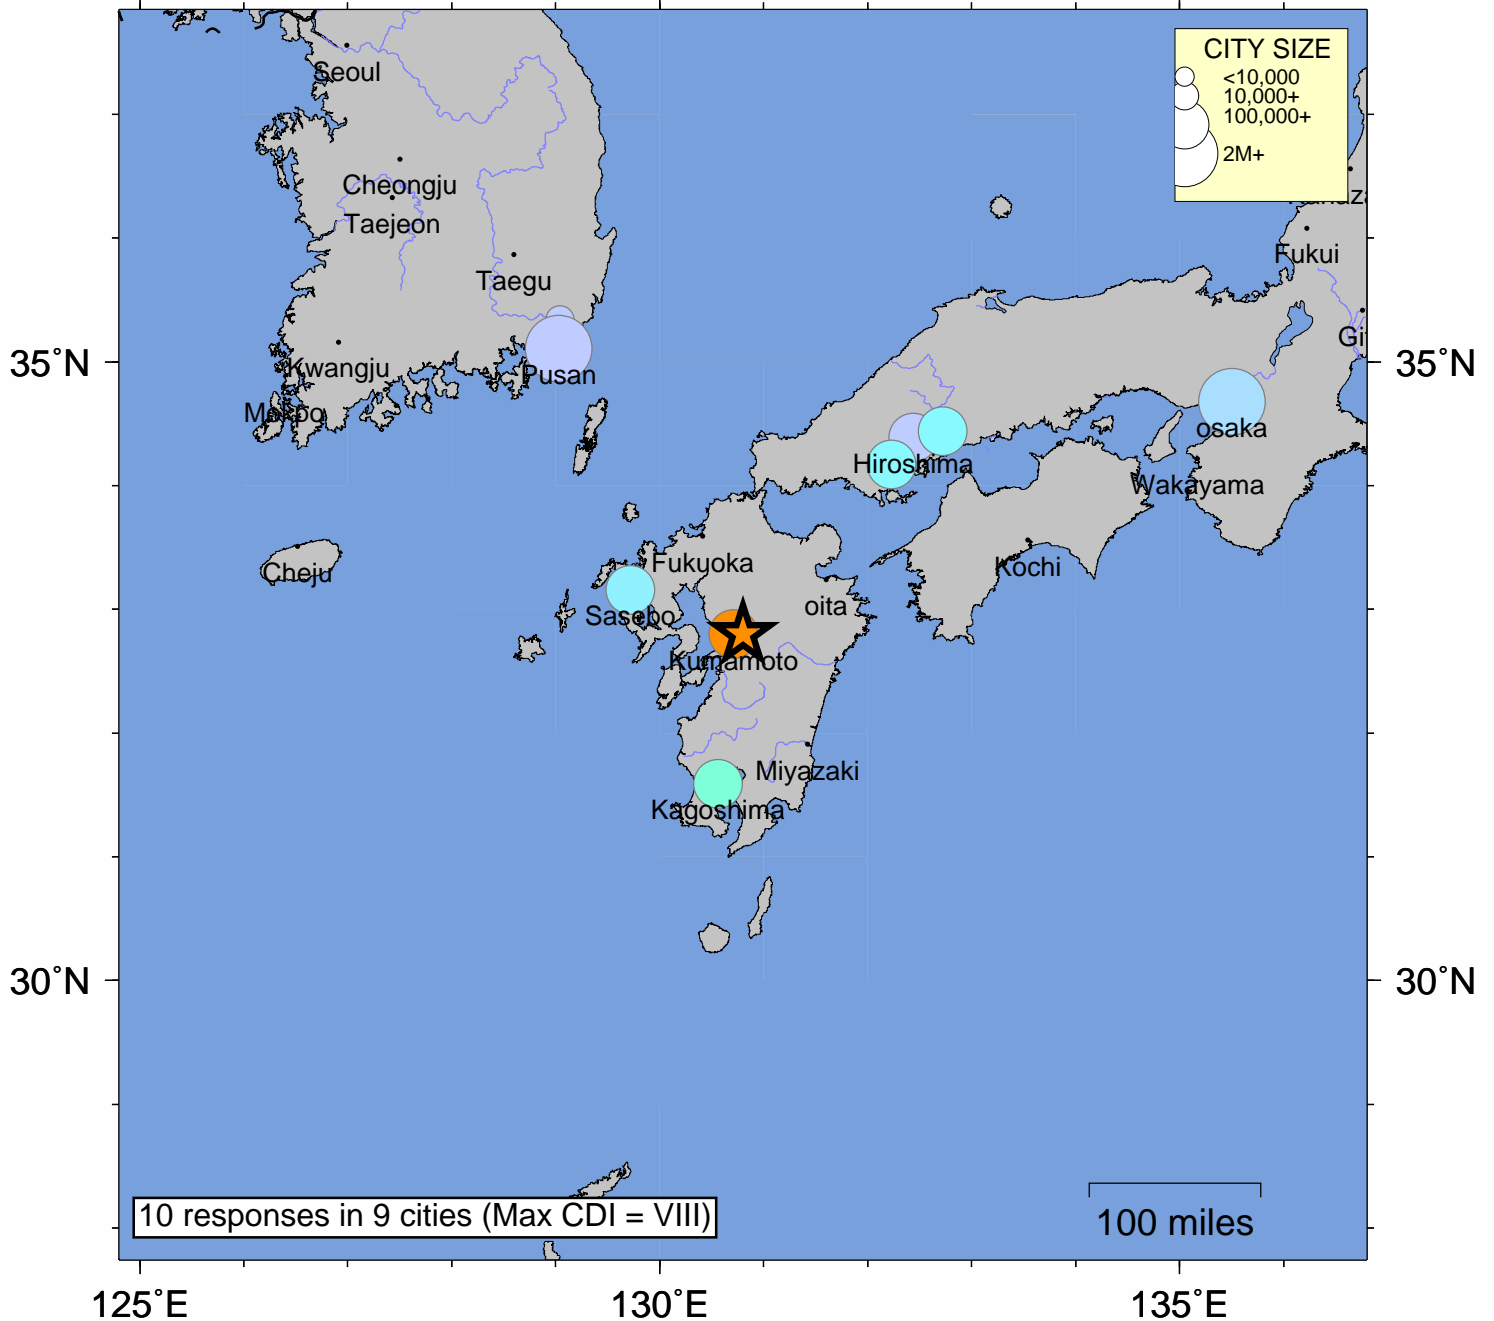 CITY SIZE
<10,000
10,000+
100,000+
2M+
Seoul
Cheongju
Taejeon
Taegu
Fukui
35°N
35°N
Kwangju
Pusan
Mokpo
osaka
Hiroshima
Wakayama
Cheju
Fukuoka
Kochi
Sasebo
oita
Kumamoto
Miyazaki
Kagoshima
30°N
30°N
10 responses in 9 cities (Max CDI = VIII)
100 miles
125°E
130°E
135°E